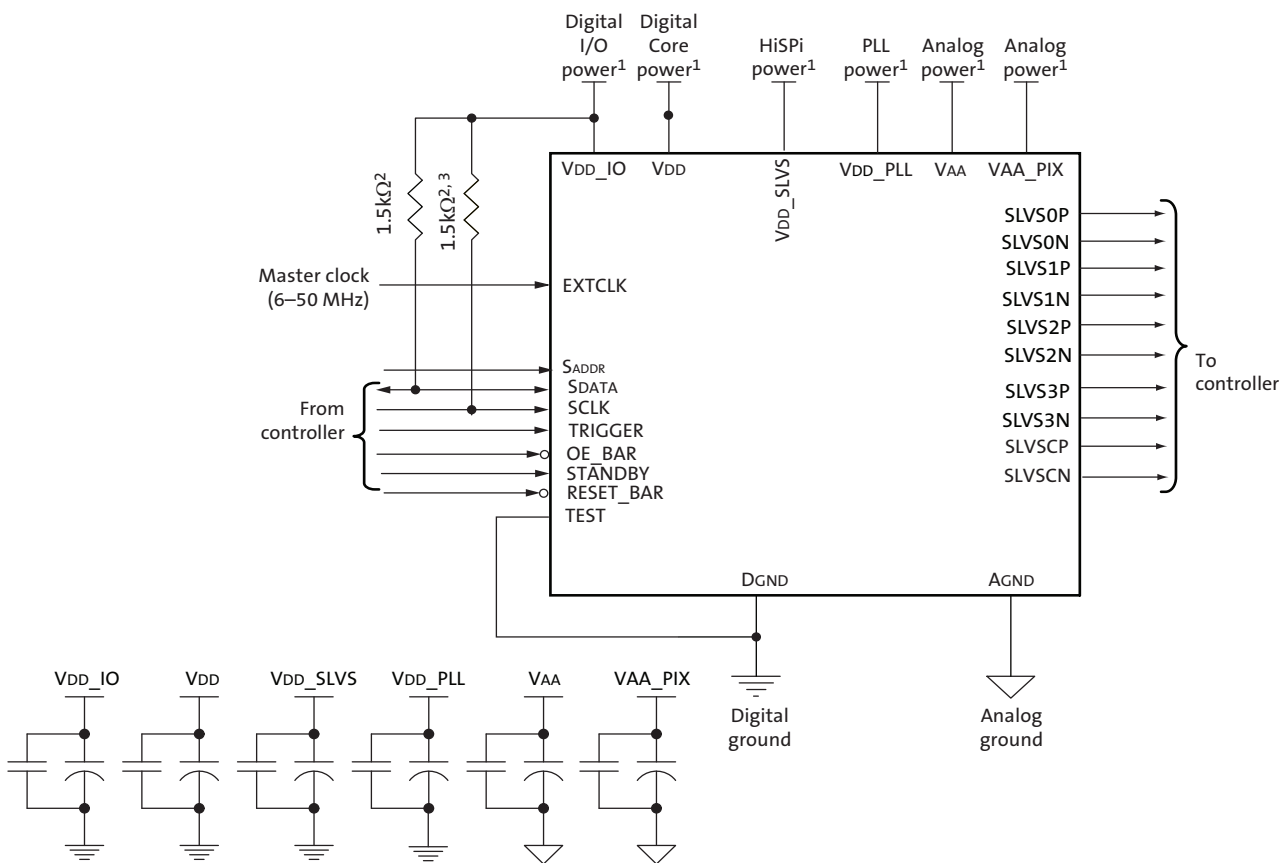 Digital
I/O
power1
Digital
Core
power1
HiSPi
power1
PLL
power1
Analog
power1
Analog
power1
VDD_IO
VDD
VDD_SLVS
VDD_PLL
VAA
VAA_PIX
1.5kΩ2
1.5kΩ2, 3
Master clock
(6–50 MHz)
EXTCLK
From
controller
SADDR
SDATA
SCLK
TRIGGER
OE_BAR
STANDBY
RESET_BAR
TEST
SLVS0P
SLVS0N
SLVS1P
SLVS1N
SLVS2P
SLVS2N
SLVS3P
SLVS3N
SLVSCP
SLVSCN
To
controller
DGND
AGND
Digital
ground
Analog
ground
VDD_IO
VDD
VDD_SLVS
VDD_PLL
VAA
VAA_PIX